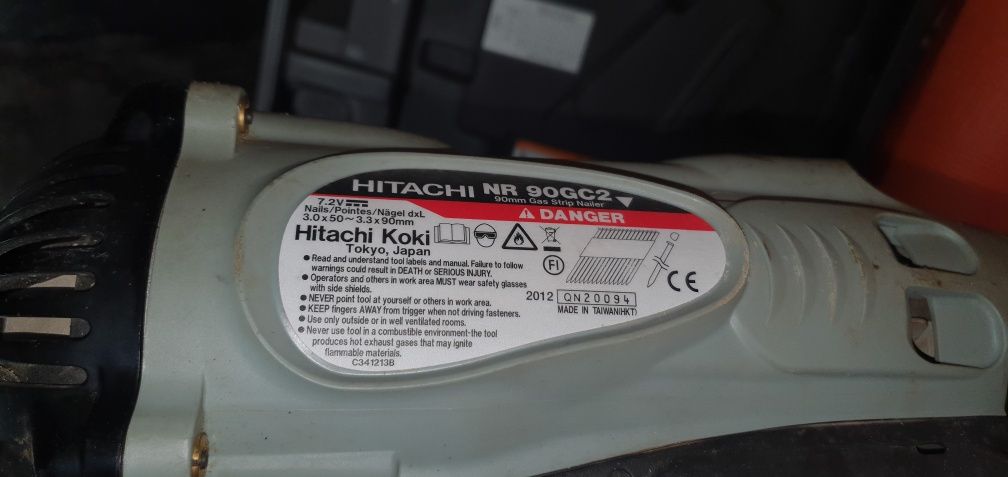 HITACHI NR 90GC2
90mm Gas Strip Nailer
DANGER
7.2V
Nails/Pointes/Nägel dxL
3.0x50~3.3x90mm
Hitachi Koki
Tokyo, Japan
● Read and understand tool labels and manual. Failure to follow
warnings could result in DEATH or SERIOUS INJURY.
● Operators and others in work area MUST wear safety glasses
with side shields.
● NEVER point tool at yourself or others in work area.
● KEEP fingers AWAY from trigger when not driving fasteners.
● Use only outside or in well ventilated rooms.
● Never use tool in a combustible environment-the tool
produces hot exhaust gases that may ignite
flammable materials.
C341213B
FI
CE
2012 QN20094
MADE IN TAIWAN(HKT)